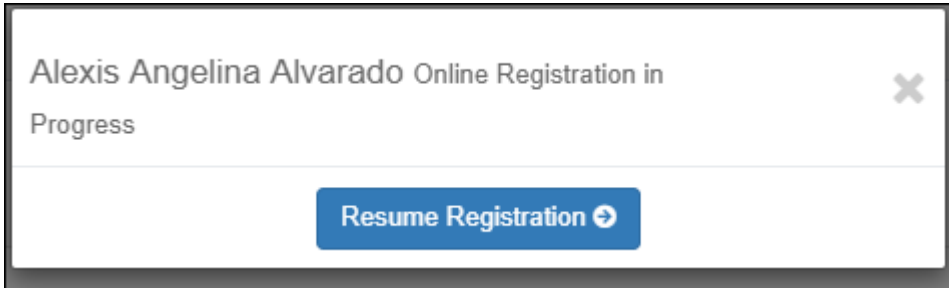 Alexis Angelina Alvarado Online Registration in
Progress
Resume Registration